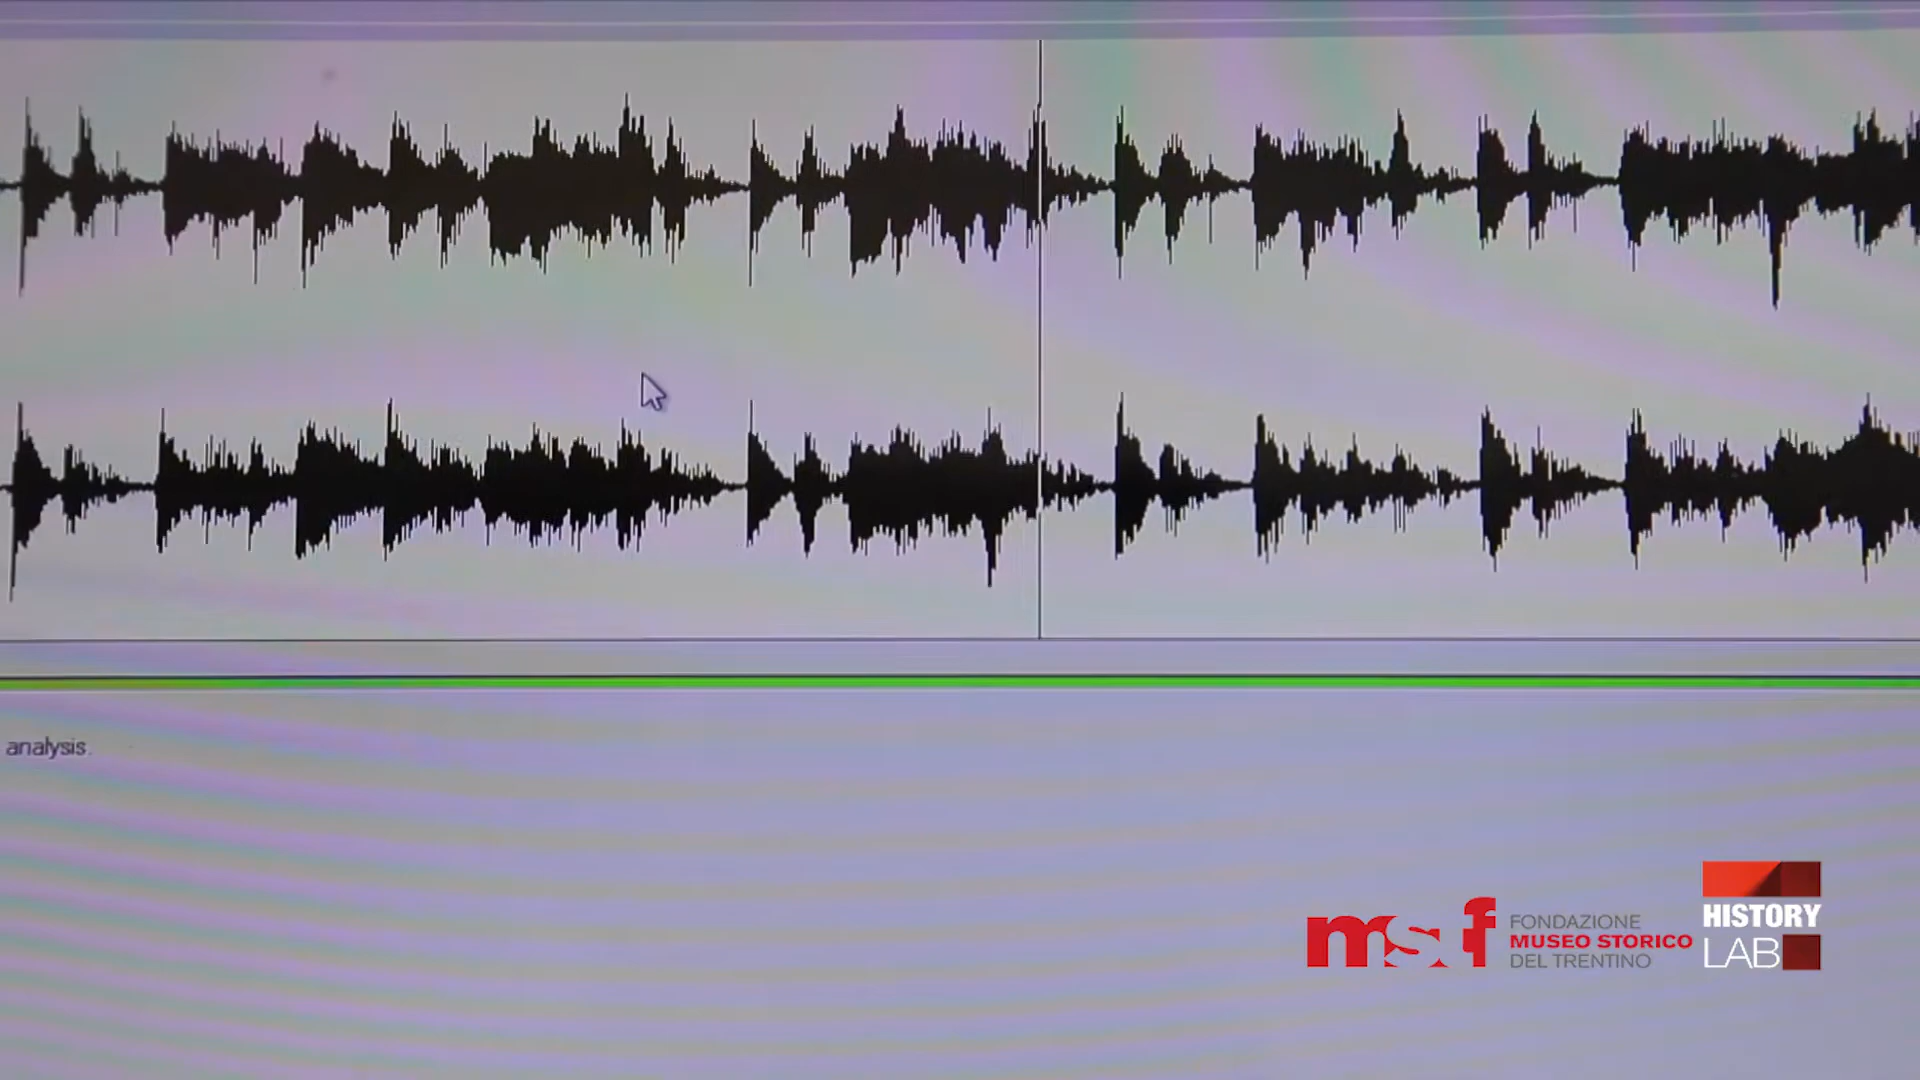 analysis.
msf
FONDAZIONE
MUSEO STORICO
DEL TRENTINO
HISTORY
LAB